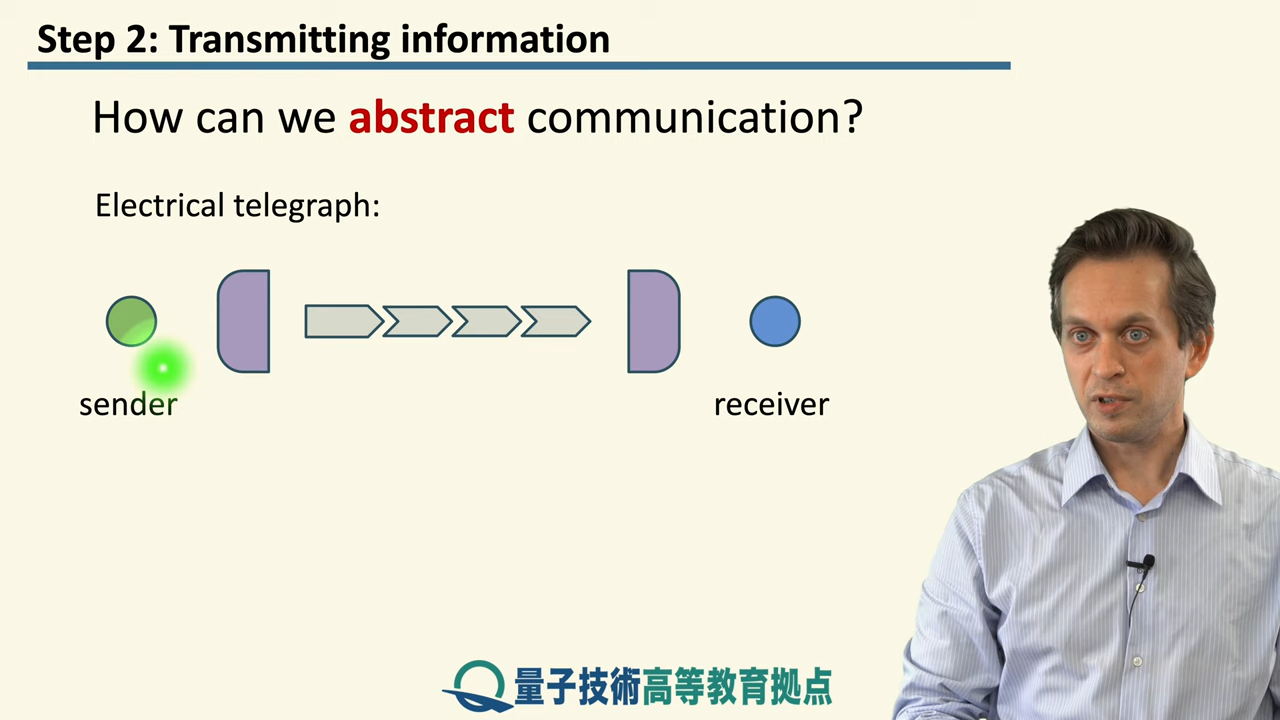 Step 2: Transmitting information
How can we abstract communication?
Electrical telegraph:
sender
receiver
量子技術高等教育拠点